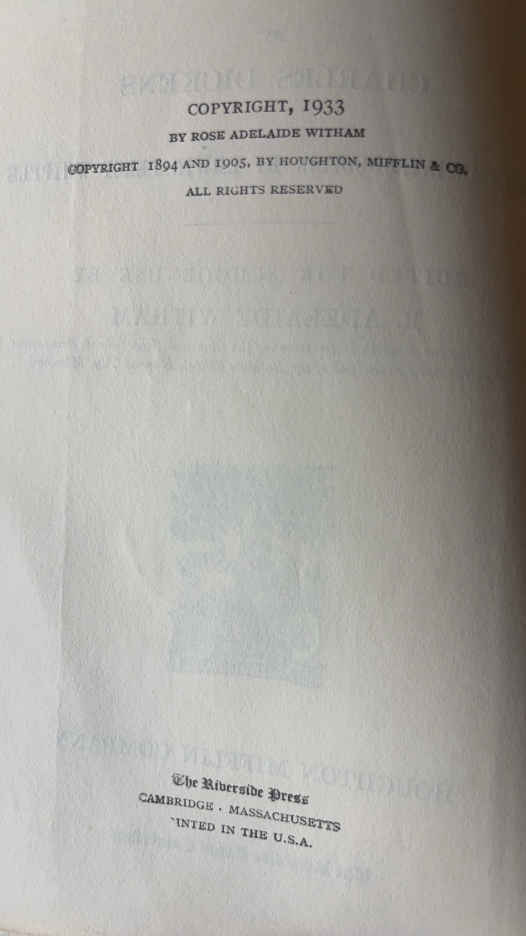 COPYRIGHT, 1933
BY ROSE ADELAIDE WITHAM
COPYRIGHT 1894 AND 1905, BY HOUGHTON, MIFFLIN & CO.
ALL RIGHTS RESERVED
The Riverside Press
CAMBRIDGE . MASSACHUSETTS
INTED IN THE U.S.A.